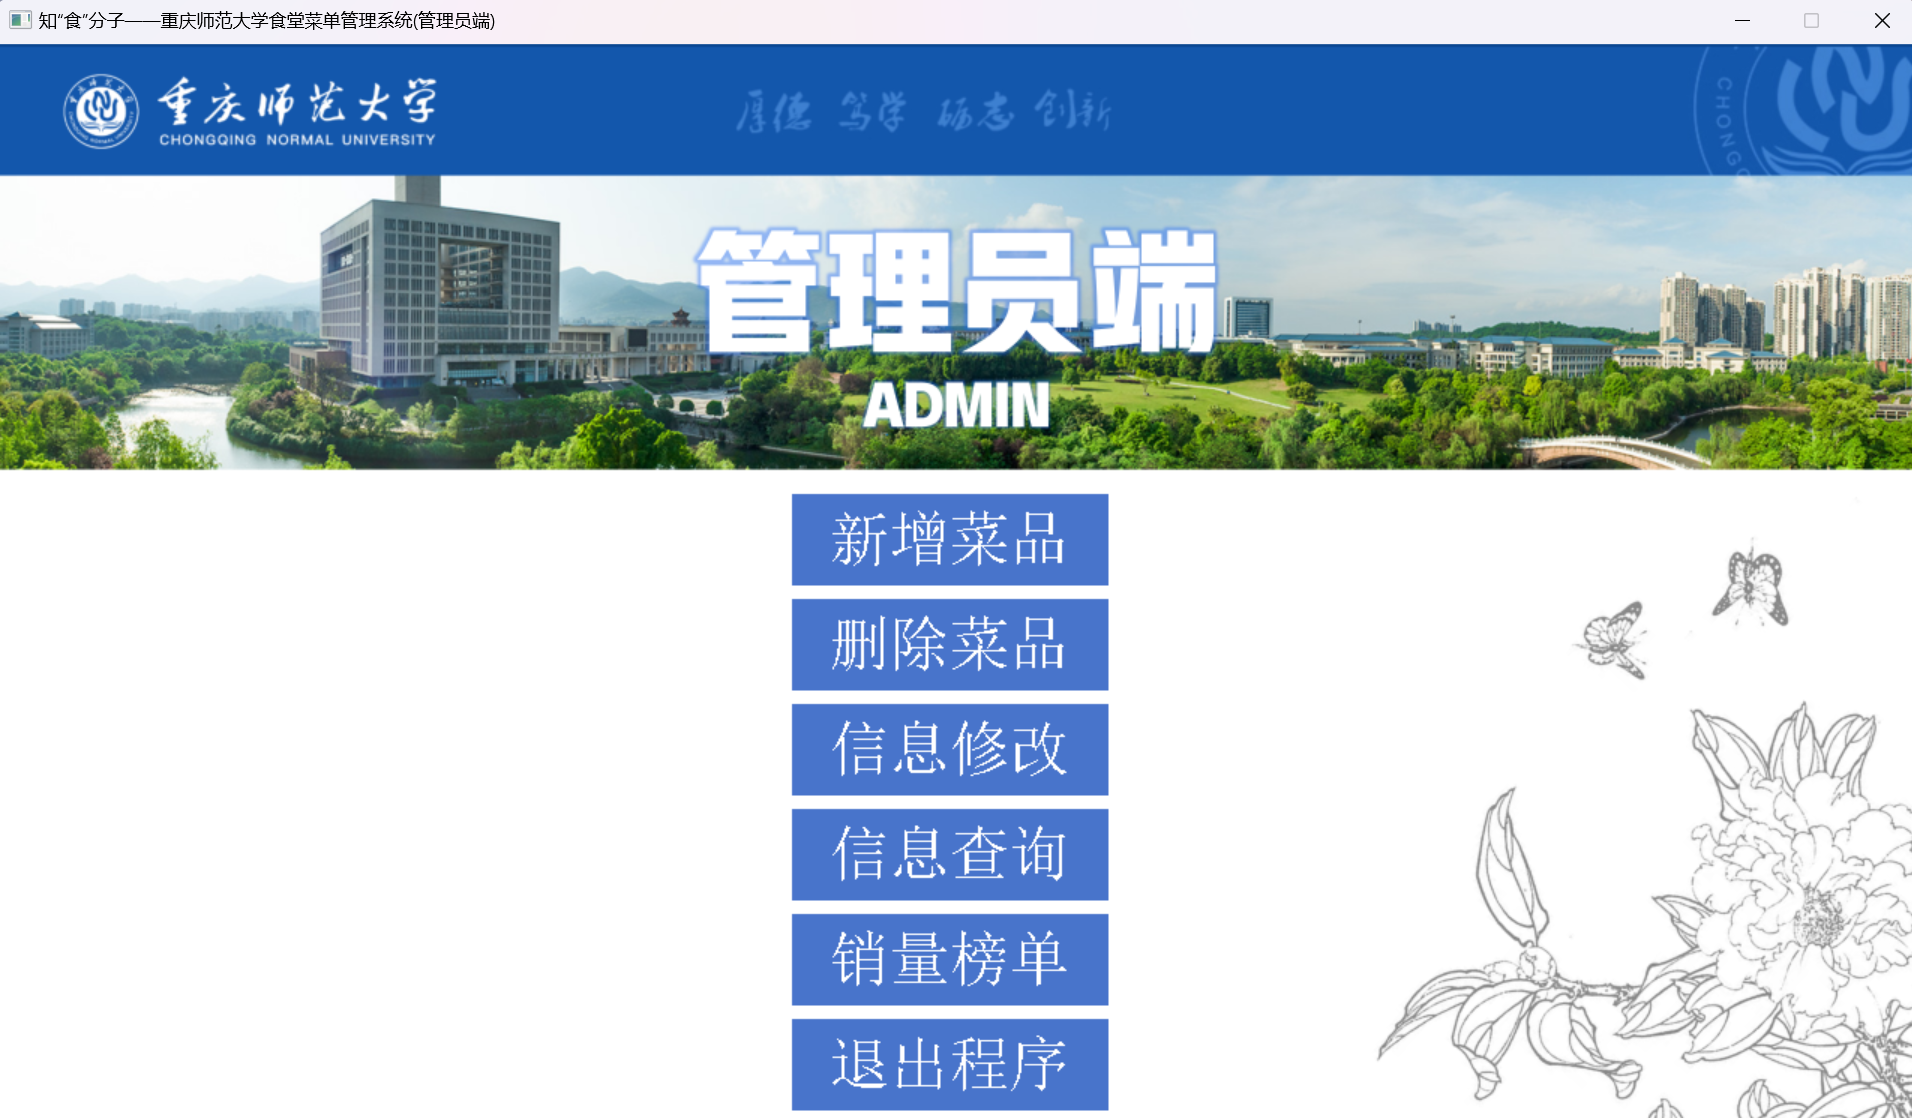 知“食”分子——重庆师范大学食堂菜单管理系统(管理员端)
重庆师范大学
CHONGQING NORMAL UNIVERSITY
厚德 笃学 砺志 创新
CHONG
管理员端
ADMIN
新增菜品
删除菜品
信息修改
信息查询
销量榜单
退出程序